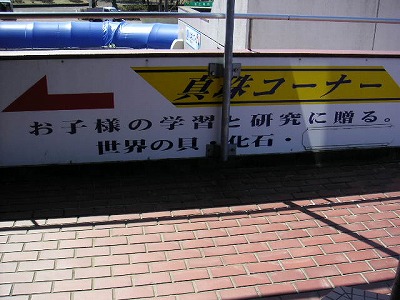 真珠コーナー
お子様の学習と研究に贈る。
世界の貝・化石・